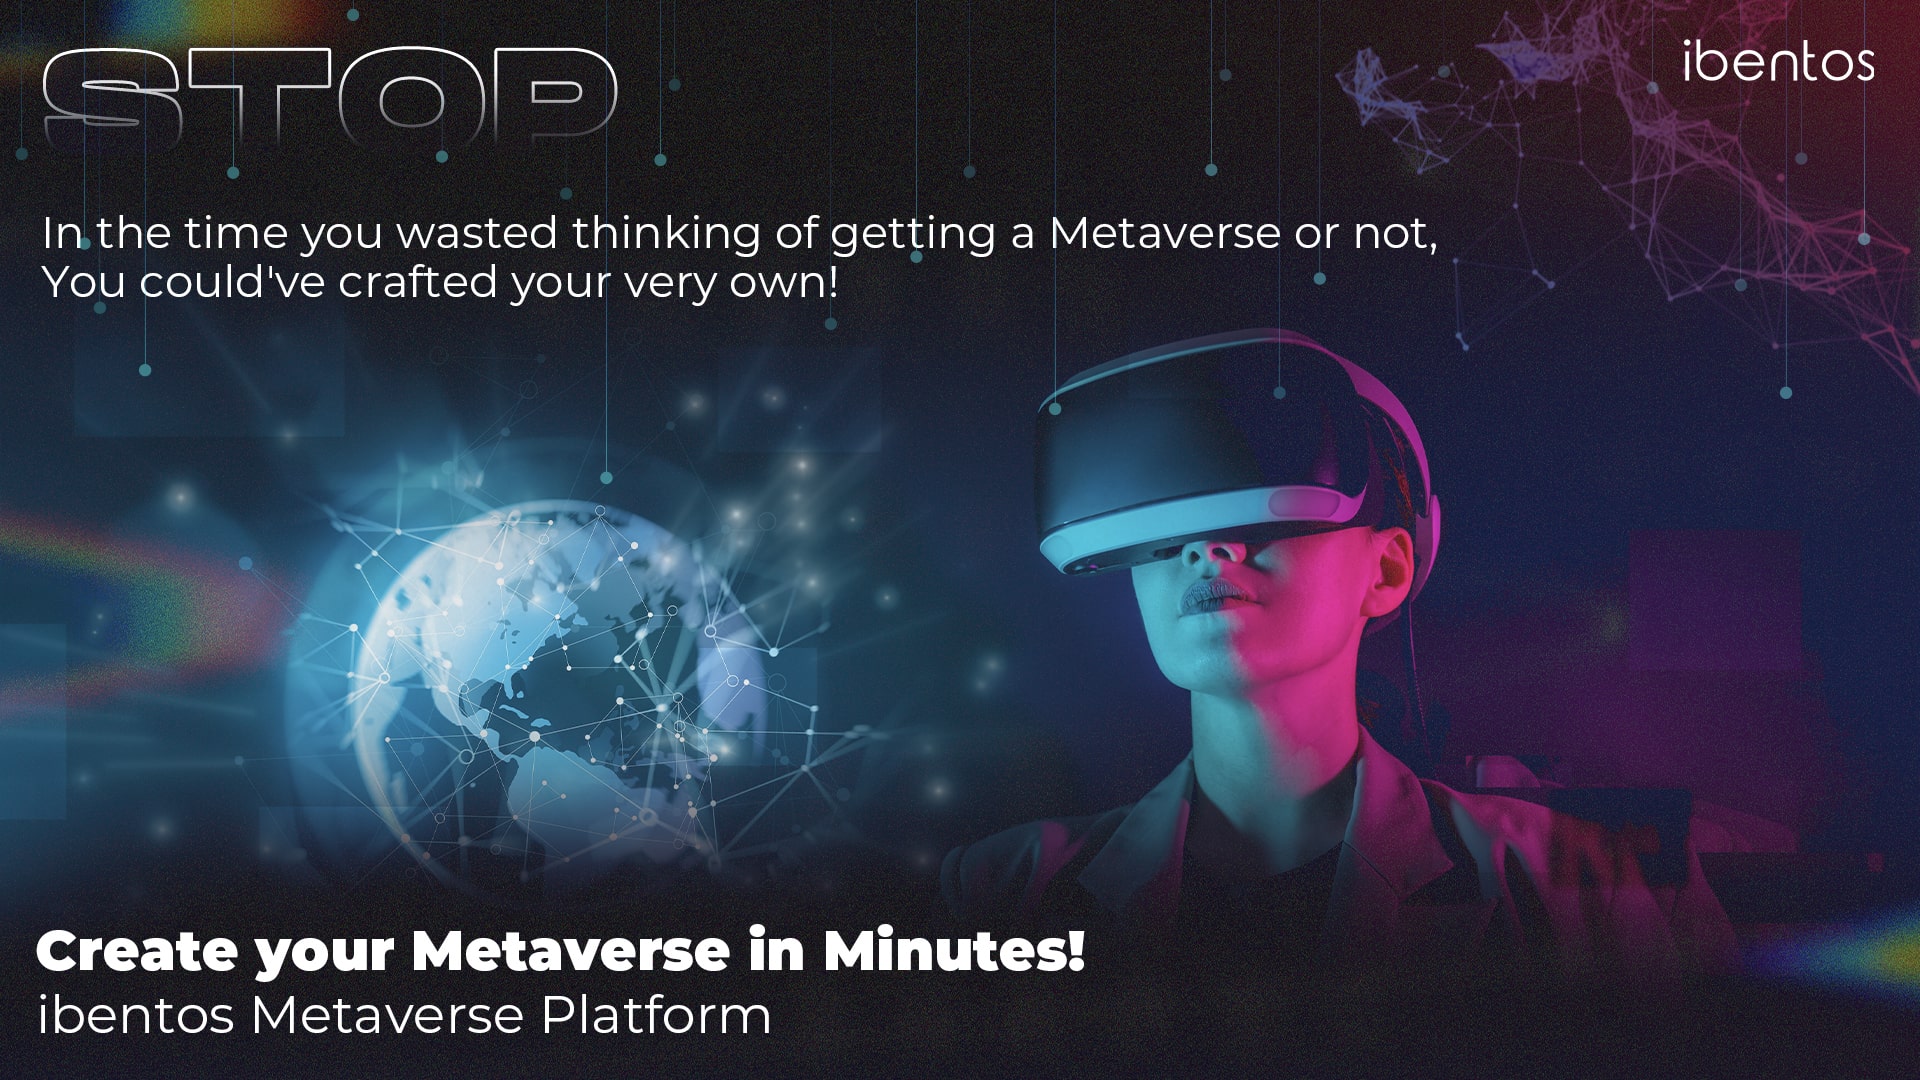 STOP
ibentos
In the time you wasted thinking of getting a Metaverse or not,
You could've crafted your very own!
Create your Metaverse in Minutes!
ibentos Metaverse Platform